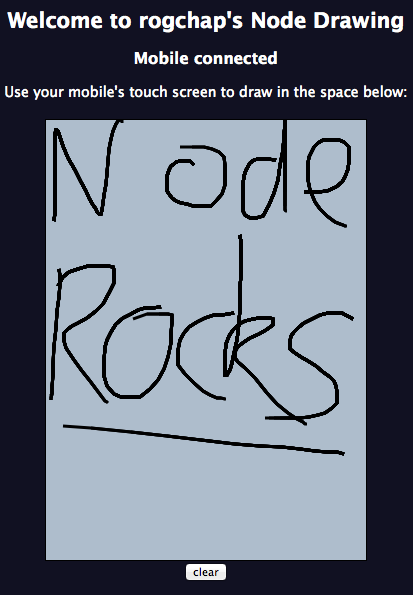 Welcome to rogchap's Node Drawing
Mobile connected
Use your mobile's touch screen to draw in the space below:
Node
Rocks
clear